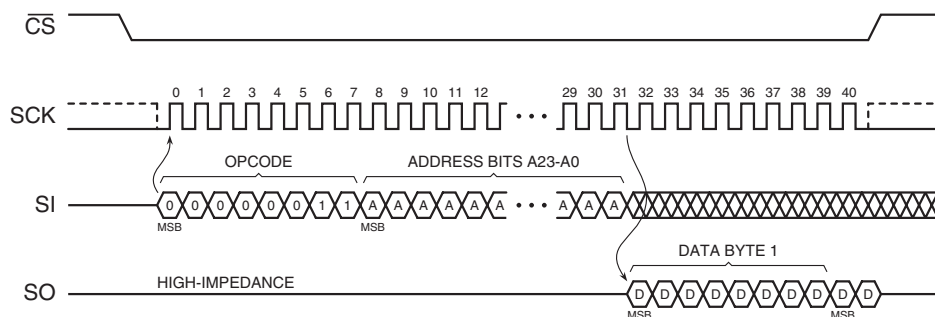 CS
SCK
0 1 2 3 4 5 6 7 8 9 10 11 12 29 30 31 32 33 34 35 36 37 38 39 40
OPCODE ADDRESS BITS A23-A0
SI
0 0 0 0 0 0 1 1 A A A A A A A A A
MSB MSB
DATA BYTE 1
SO
HIGH-IMPEDANCE
D D D D D D D D D D
MSB MSB